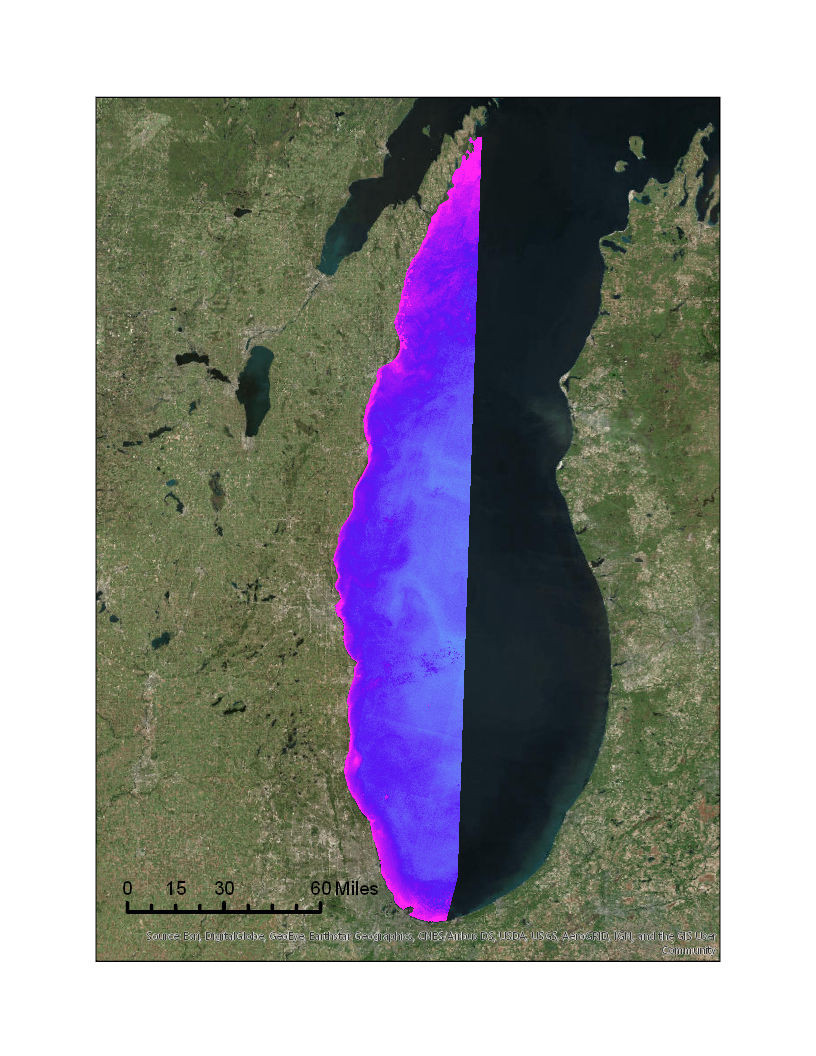 0 15 30 60 Miles
Source: Esri, DigitalGlobe, GeoEye, Earthstar Geographics, CNES/Airbus DS, USDA, USGS, AeroGRID, IGN, and the GIS User
Community